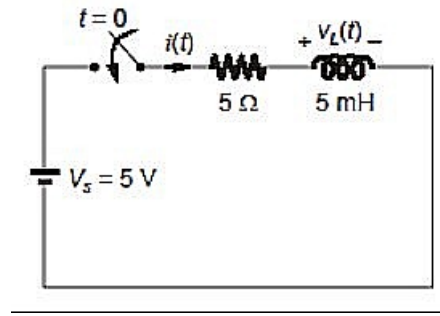 t = 0
i(t)
+ v_L(t) –
5 Ω
5 mH
V_s = 5 V